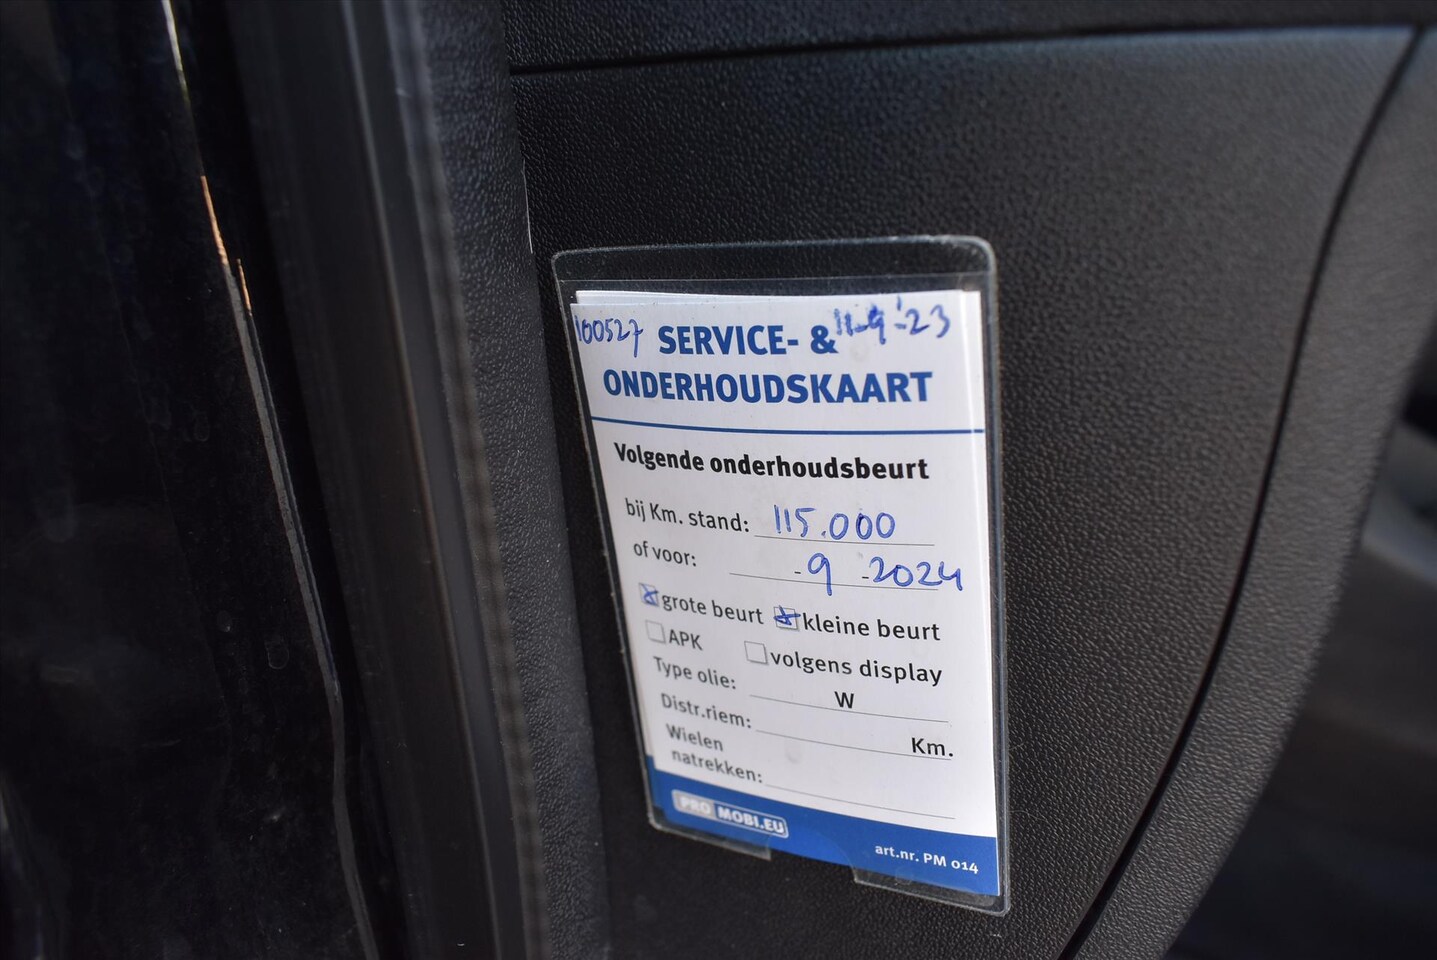 100527 SERVICE- & 11-9-'23
ONDERHOUDSKAART
Volgende onderhoudsbeurt
bij Km. stand: 115.000
of voor: -9 -2024
grote beurt kleine beurt
APK volgens display
Type olie: W
Distr.riem: Km.
Wielen
natrekken:
PRO MOBI.EU
art.nr. PM 014